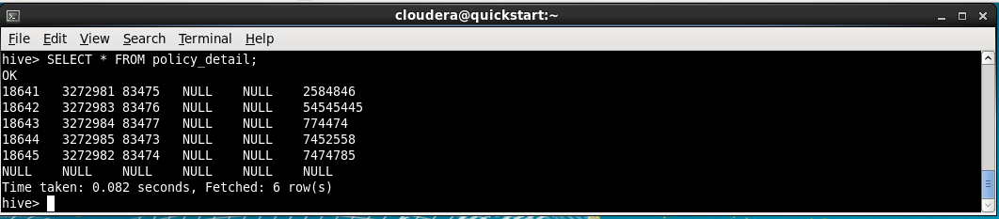 cloudera@quickstart:~
File Edit View Search Terminal Help
hive> SELECT * FROM policy_detail;
OK
18641 3272981 83475 NULL NULL 2584846
18642 3272983 83476 NULL NULL 54545445
18643 3272984 83477 NULL NULL 774474
18644 3272985 83473 NULL NULL 7452558
18645 3272982 83474 NULL NULL 7474785
NULL NULL NULL NULL NULL NULL
Time taken: 0.082 seconds, Fetched: 6 row(s)
hive>